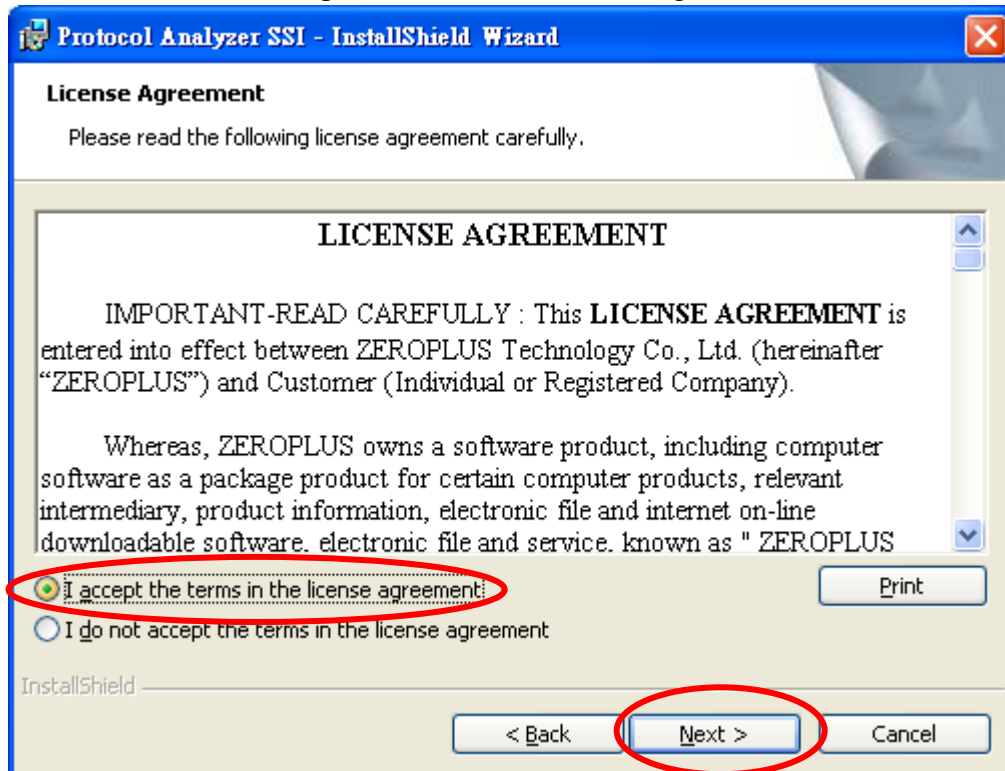 Protocol Analyzer SSI - InstallShield Wizard
License Agreement
Please read the following license agreement carefully.
LICENSE AGREEMENT
IMPORTANT-READ CAREFULLY : This LICENSE AGREEMENT is
entered into effect between ZEROPLUS Technology Co., Ltd. (hereinafter
“ZEROPLUS”) and Customer (Individual or Registered Company).
Whereas, ZEROPLUS owns a software product, including computer
software as a package product for certain computer products, relevant
intermediary, product information, electronic file and internet on-line
downloadable software, electronic file and service, known as " ZEROPLUS
I accept the terms in the license agreement
Print
I do not accept the terms in the license agreement
InstallShield
< Back
Next >
Cancel